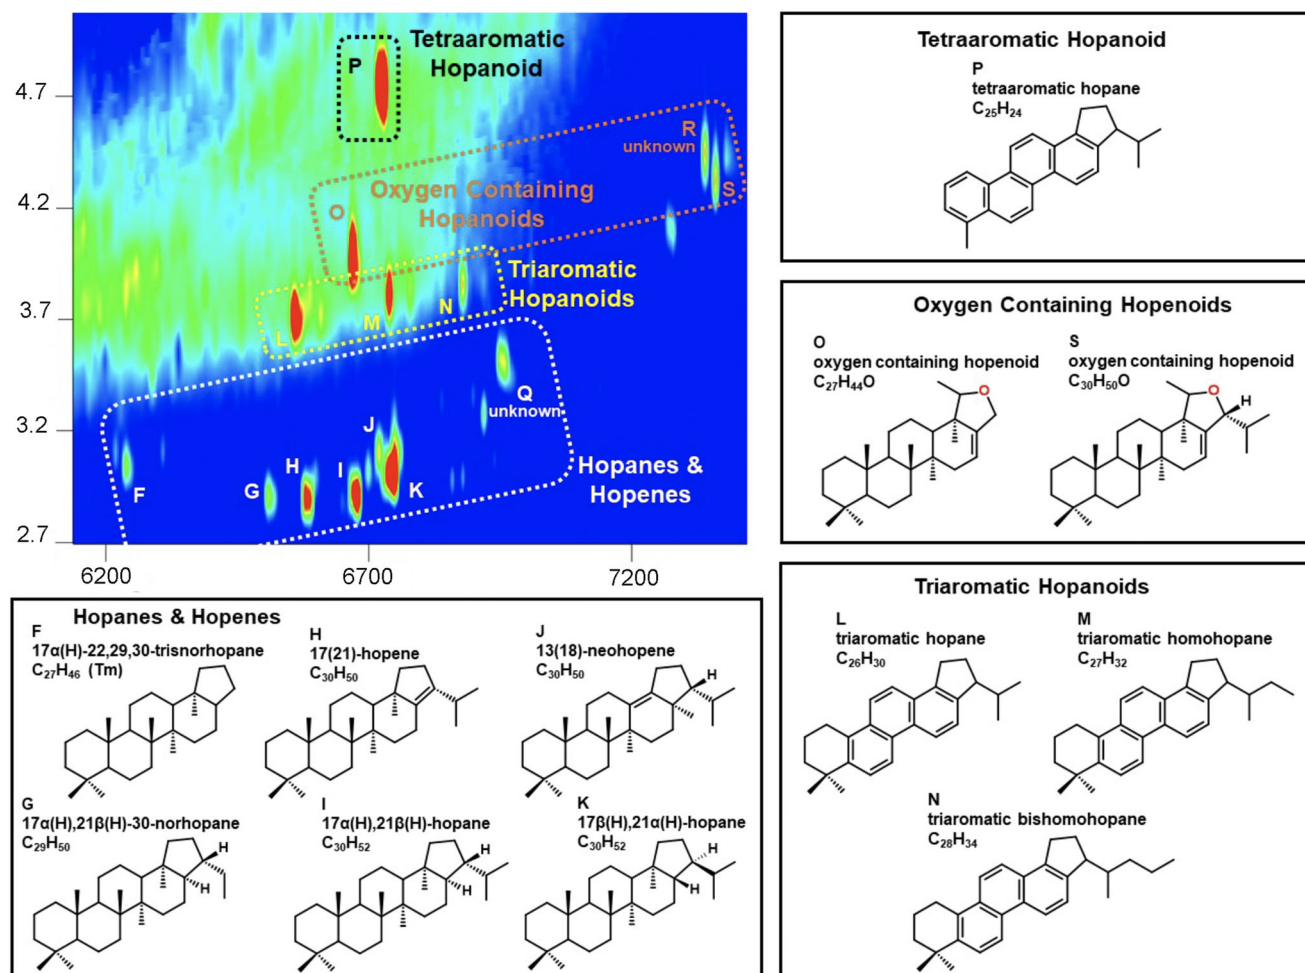 4.7
4.2
3.7
3.2
2.7
6200
6700
7200
P
Tetraaromatic
Hopanoid
R
unknown
Oxygen Containing
Hopanoids
O
S
Triaromatic
Hopanoids
L
M
N
Q
unknown
J
F
G
H
I
K
Hopanes &
Hopenes
Tetraaromatic Hopanoid
P
tetraaromatic hopane
C₂₅H₂₄
Oxygen Containing Hopenoids
O
oxygen containing hopenoid
C₂₇H₄₄O
O
S
oxygen containing hopenoid
C₃₀H₅₀O
O
H
Triaromatic Hopanoids
L
triaromatic hopane
C₂₆H₃₀
M
triaromatic homohopane
C₂₇H₃₂
N
triaromatic bishomohopane
C₂₈H₃₄
Hopanes & Hopenes
F
17α(H)-22,29,30-trisnorhopane
C₂₇H₄₆ (Tm)
H
17(21)-hopene
C₃₀H₅₀
J
13(18)-neohopene
C₃₀H₅₀
H
G
17α(H),21β(H)-30-norhopane
C₂₉H₅₀
H
H
I
17α(H),21β(H)-hopane
C₃₀H₅₂
H
H
K
17β(H),21α(H)-hopane
C₃₀H₅₂
H
H